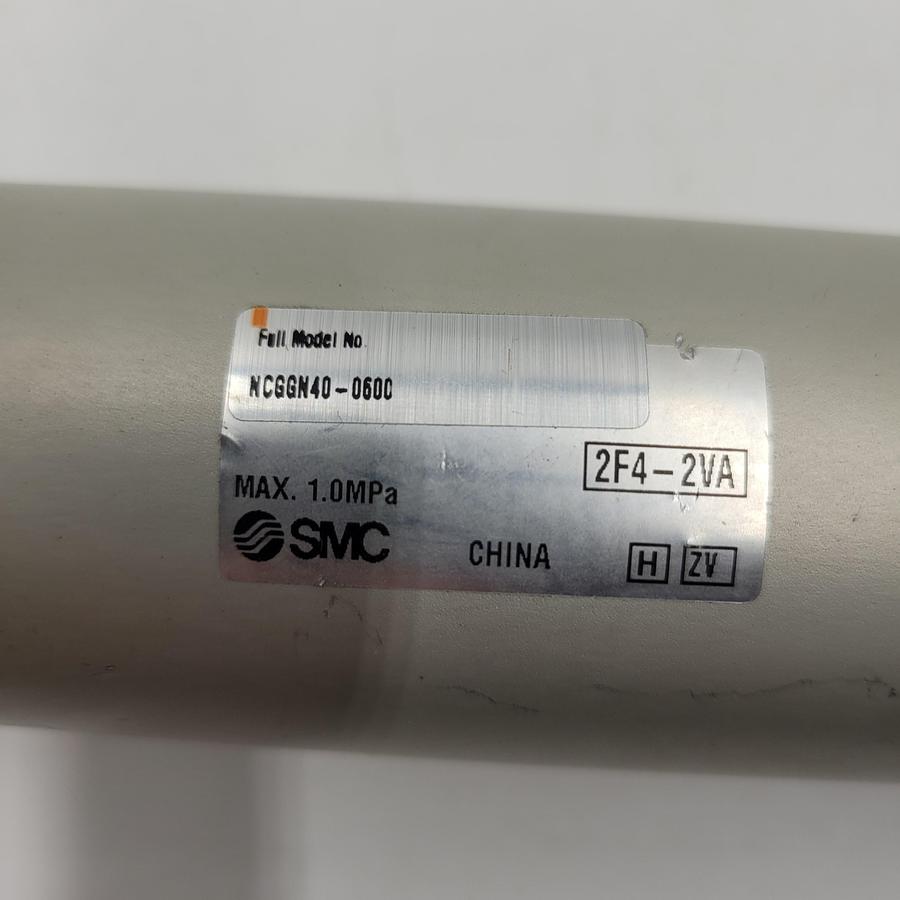 Full Model No.
NCGGN40-0600
2F4-2VA
MAX. 1.0MPa
SMC
CHINA
H ZV